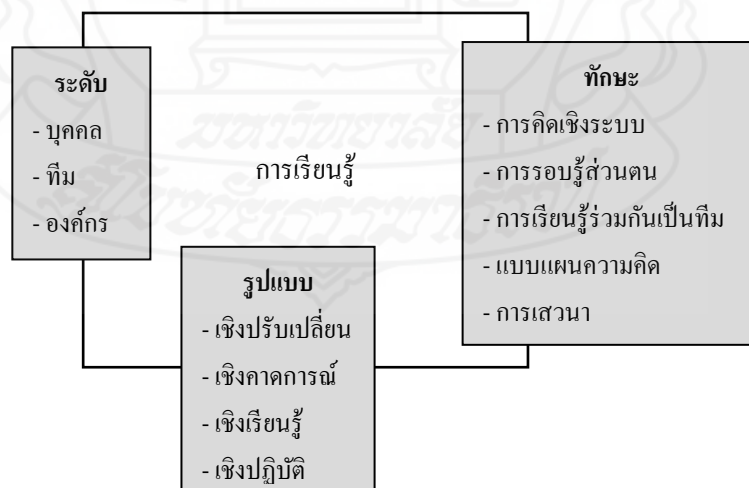 ระดับ
- บุคคล
- ทีม
- องค์กร
การเรียนรู้
ทักษะ
- การคิดเชิงระบบ
- การรอบรู้ส่วนตน
- การเรียนรู้ร่วมกันเป็นทีม
- แบบแผนความคิด
- การเสวนา
รูปแบบ
- เชิงปรับเปลี่ยน
- เชิงคาดการณ์
- เชิงเรียนรู้
- เชิงปฏิบัติ